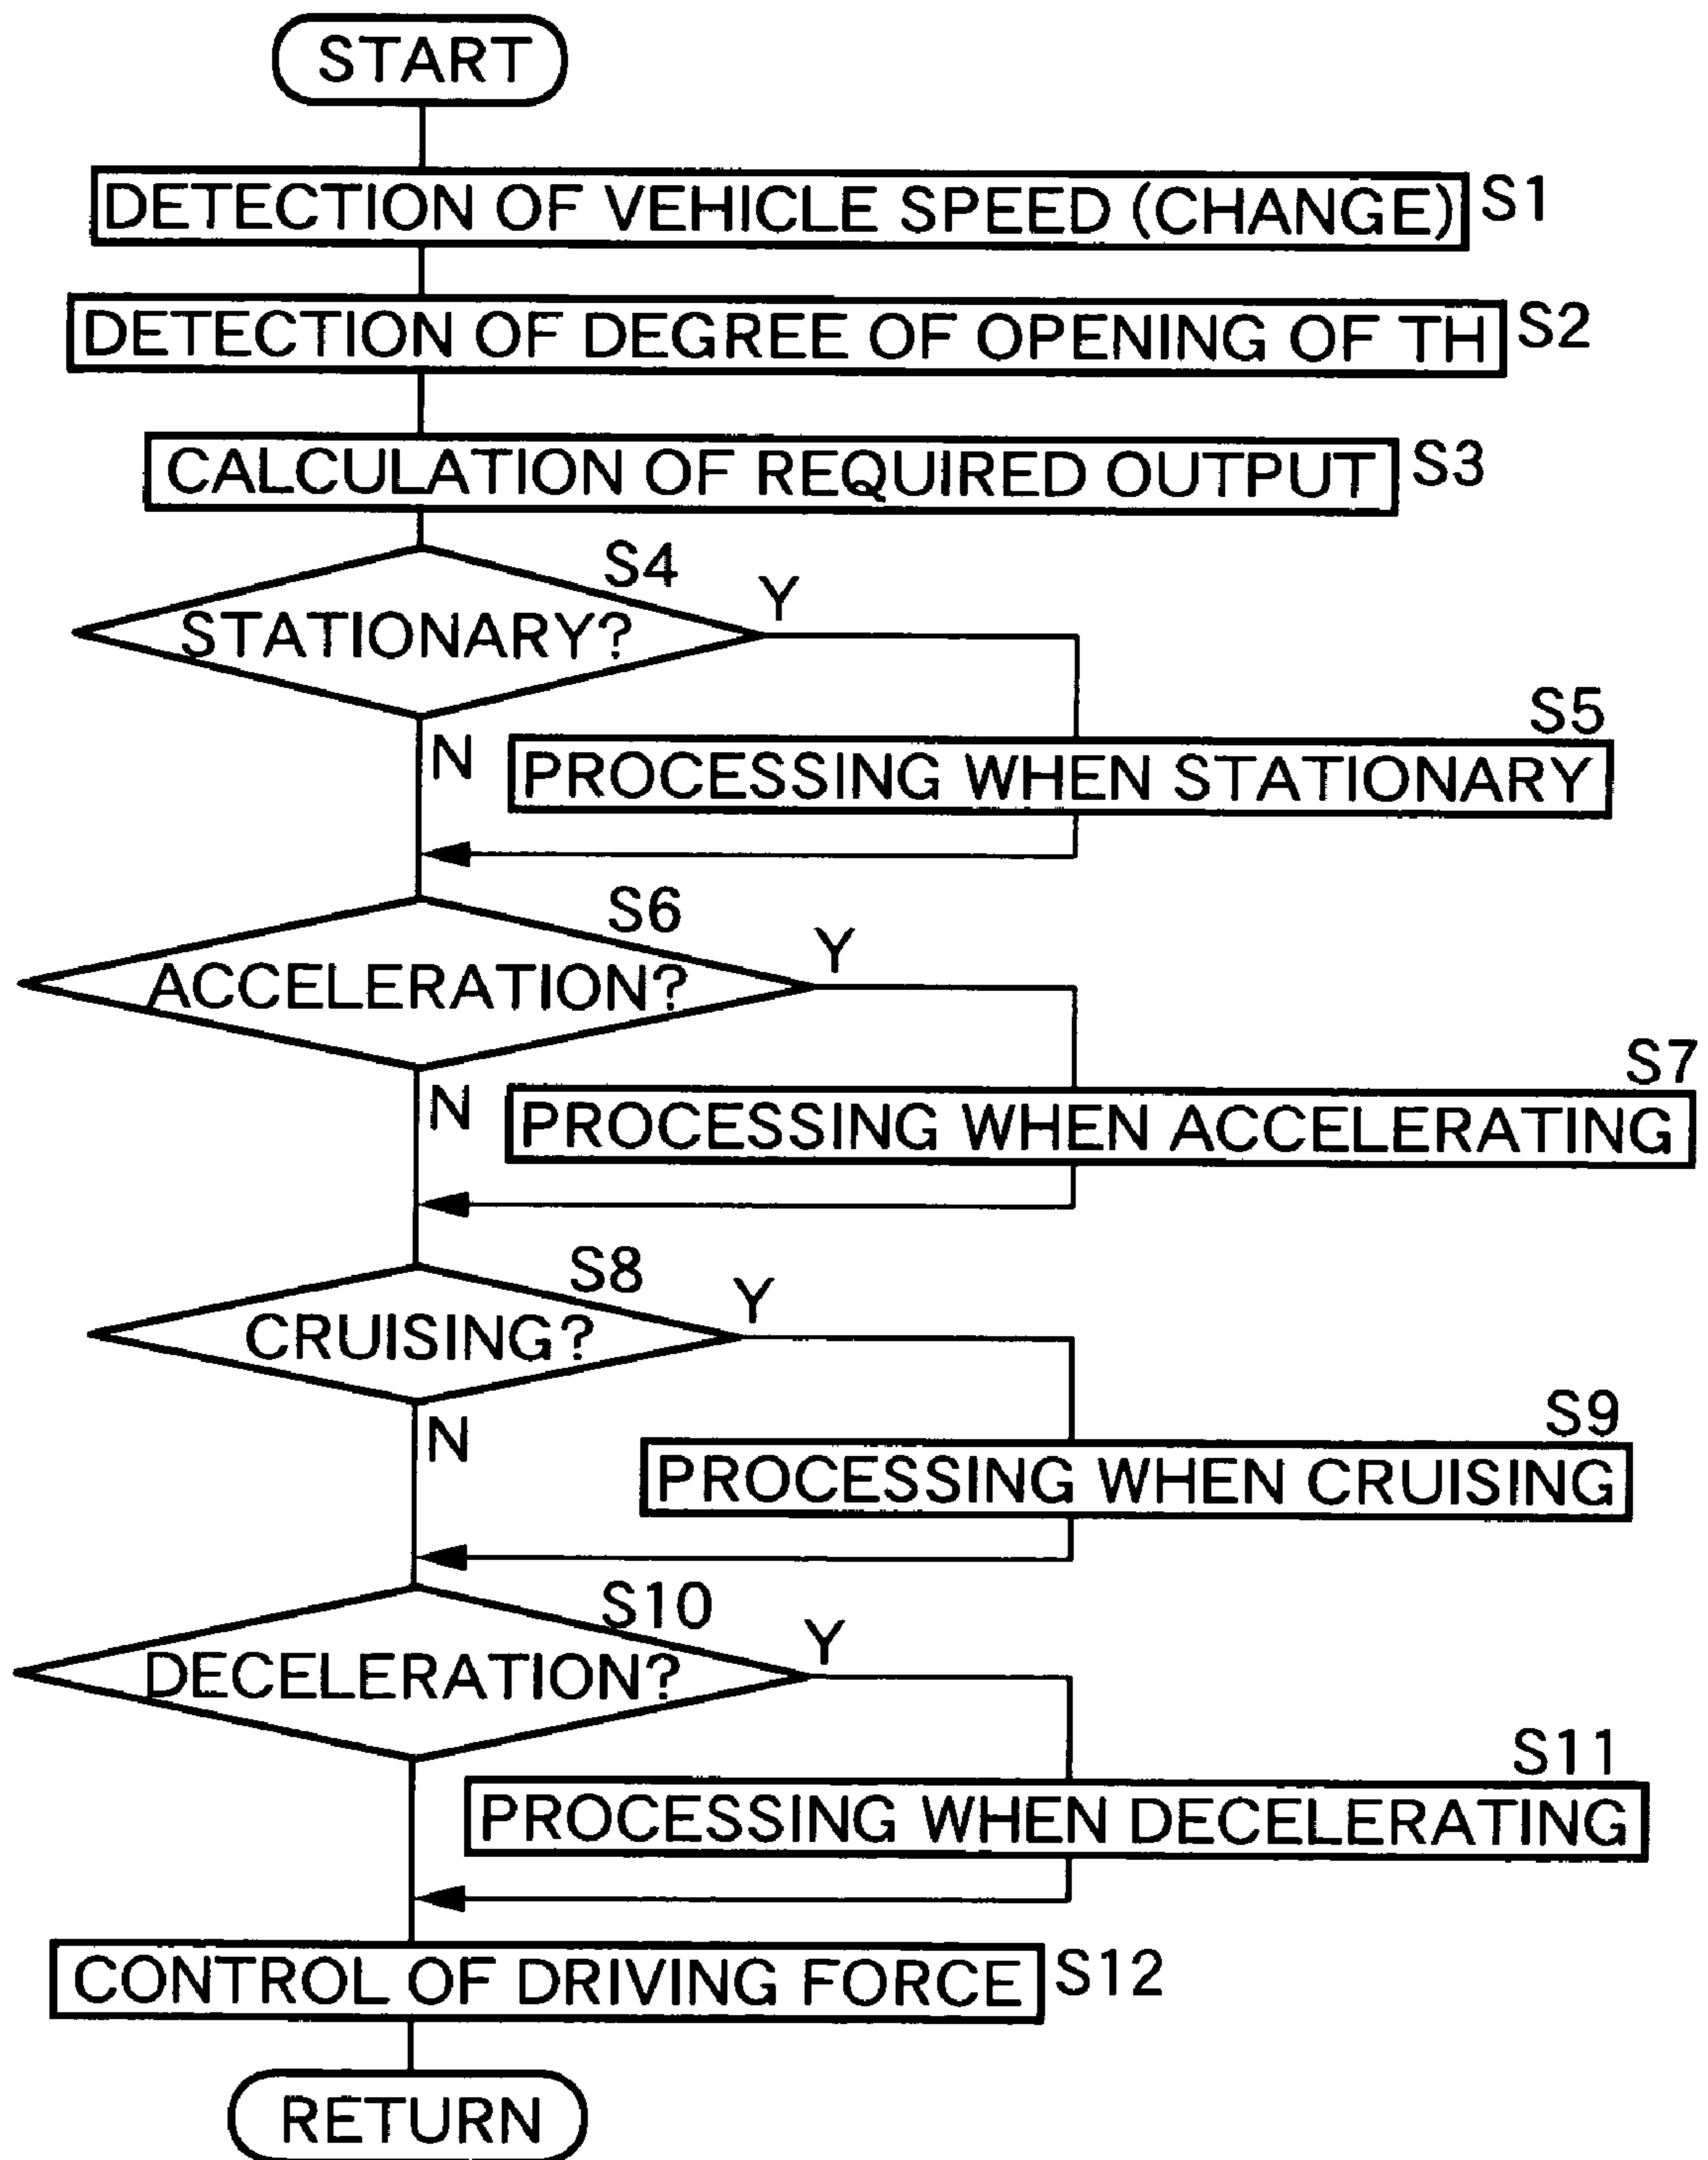 START
DETECTION OF VEHICLE SPEED (CHANGE) S1
DETECTION OF DEGREE OF OPENING OF TH S2
CALCULATION OF REQUIRED OUTPUT S3
S4
Y
STATIONARY?
S5
N
PROCESSING WHEN STATIONARY
S6
Y
ACCELERATION?
S7
N
PROCESSING WHEN ACCELERATING
S8
Y
CRUISING?
S9
N
PROCESSING WHEN CRUISING
S10
Y
DECELERATION?
S11
PROCESSING WHEN DECELERATING
CONTROL OF DRIVING FORCE S12
RETURN